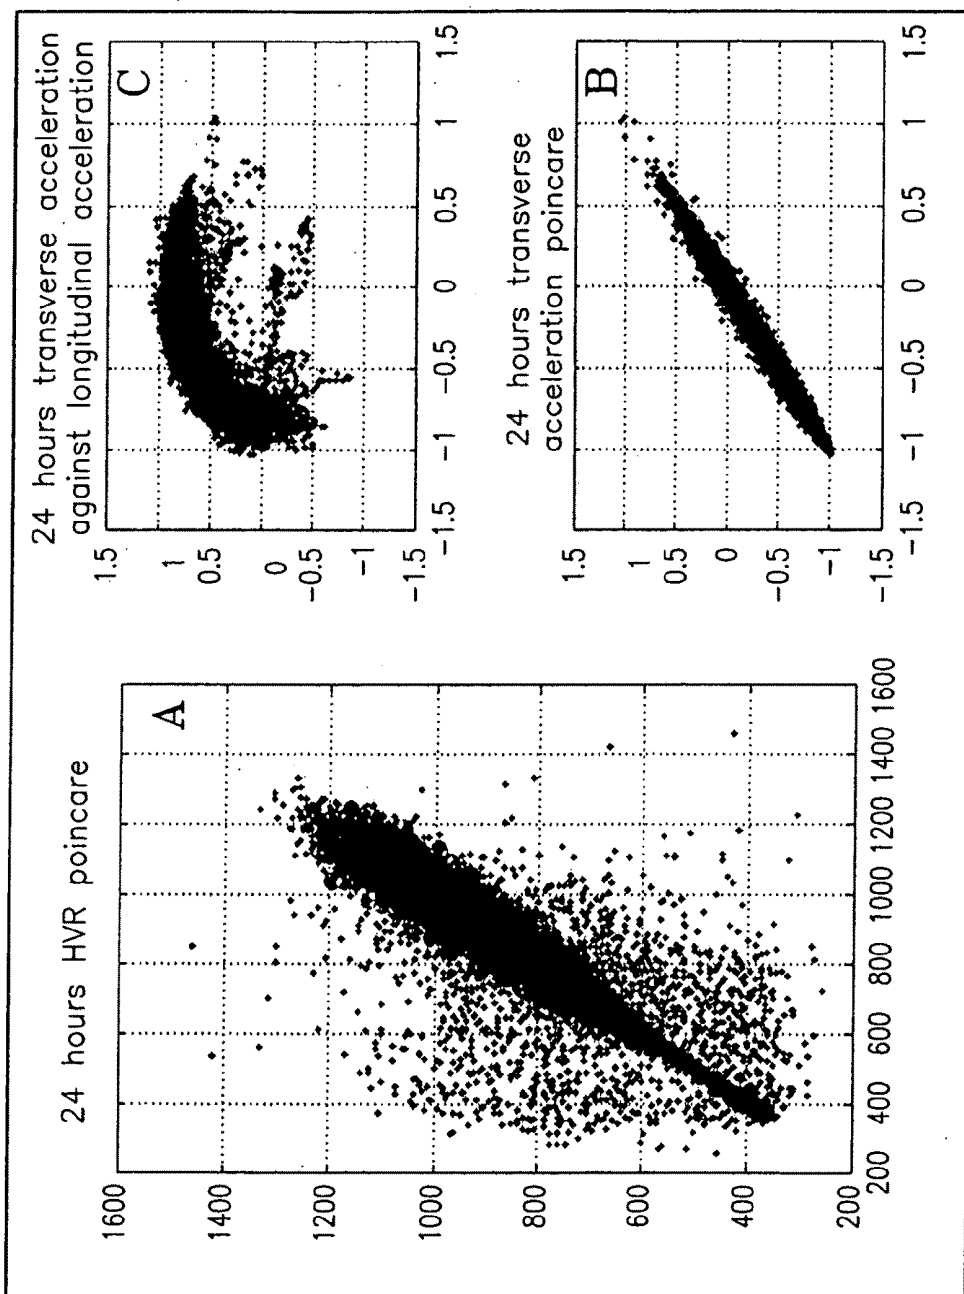 24 hours HVR poincare
A
1600
1400
1200
1000
800
600
400
200
200 400 600 800 1000 1200 1400 1600
24 hours transverse acceleration
against longitudinal acceleration
C
1.5
1
0.5
0
−0.5
−1
−1.5
−1.5 −1 −0.5 0 0.5 1 1.5
24 hours transverse
acceleration poincare
B
1.5
1
0.5
0
−0.5
−1
−1.5
−1.5 −1 −0.5 0 0.5 1 1.5